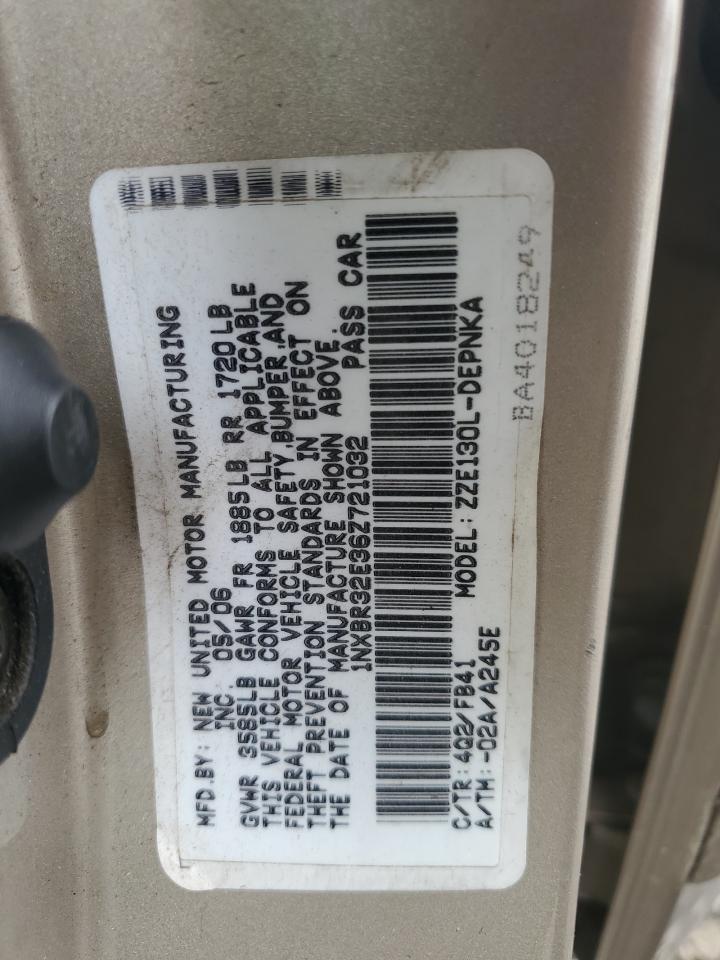 MFD.BY: NEW UNITED MOTOR MANUFACTURING
INC. 05/06
GVWR 3585LB GAWR FR 1885LB RR 1720LB
THIS VEHICLE CONFORMS TO ALL APPLICABLE
FEDERAL MOTOR VEHICLE SAFETY,BUMPER,AND
THEFT PREVENTION STANDARDS IN EFFECT ON
THE DATE OF MANUFACTURE SHOWN ABOVE.
1NXBR32E36Z721032 PASS CAR
C/TR: 4Q2/FB41 MODEL: ZZE130L-DEPNKA
A/TM: -02A/A245E
BA4018249